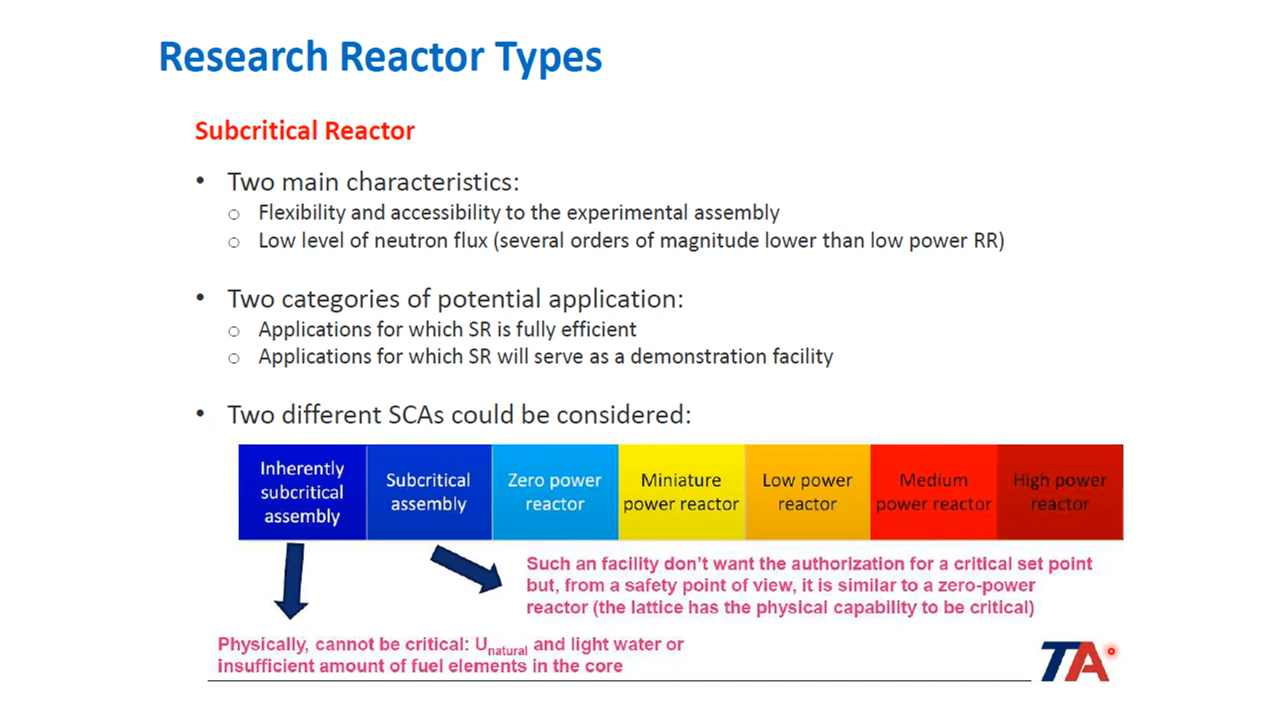 Research Reactor Types
Subcritical Reactor
• Two main characteristics:
o Flexibility and accessibility to the experimental assembly
o Low level of neutron flux (several orders of magnitude lower than low power RR)
• Two categories of potential application:
o Applications for which SR is fully efficient
o Applications for which SR will serve as a demonstration facility
• Two different SCAs could be considered:
Inherently
subcritical
assembly
Subcritical
assembly
Zero power
reactor
Miniature
power reactor
Low power
reactor
Medium
power reactor
High power
reactor
Such an facility don't want the authorization for a critical set point
but, from a safety point of view, it is similar to a zero-power
reactor (the lattice has the physical capability to be critical)
Physically, cannot be critical: Unatural and light water or
insufficient amount of fuel elements in the core
TA